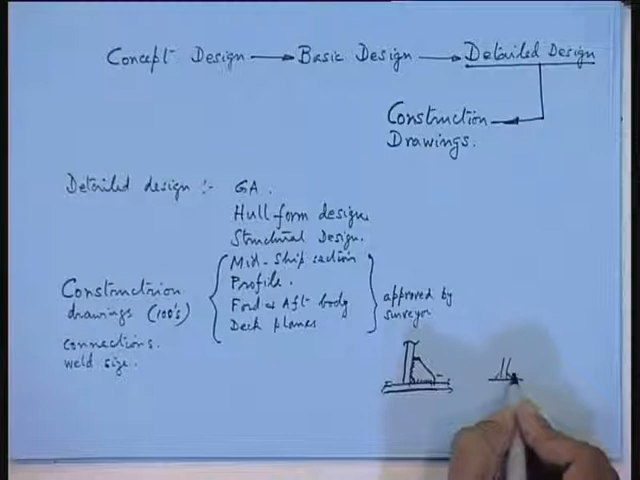 Concept Design → Basic Design → Detailed Design
Construction
Drawings.
Detailed design :- GA.
Hull form design.
Structural Design.
Mid-Ship section
Profile.
Ford & Aft body
Deck planes
approved by
surveyor
Constructrion
drawings (100's)
connections.
weld size.